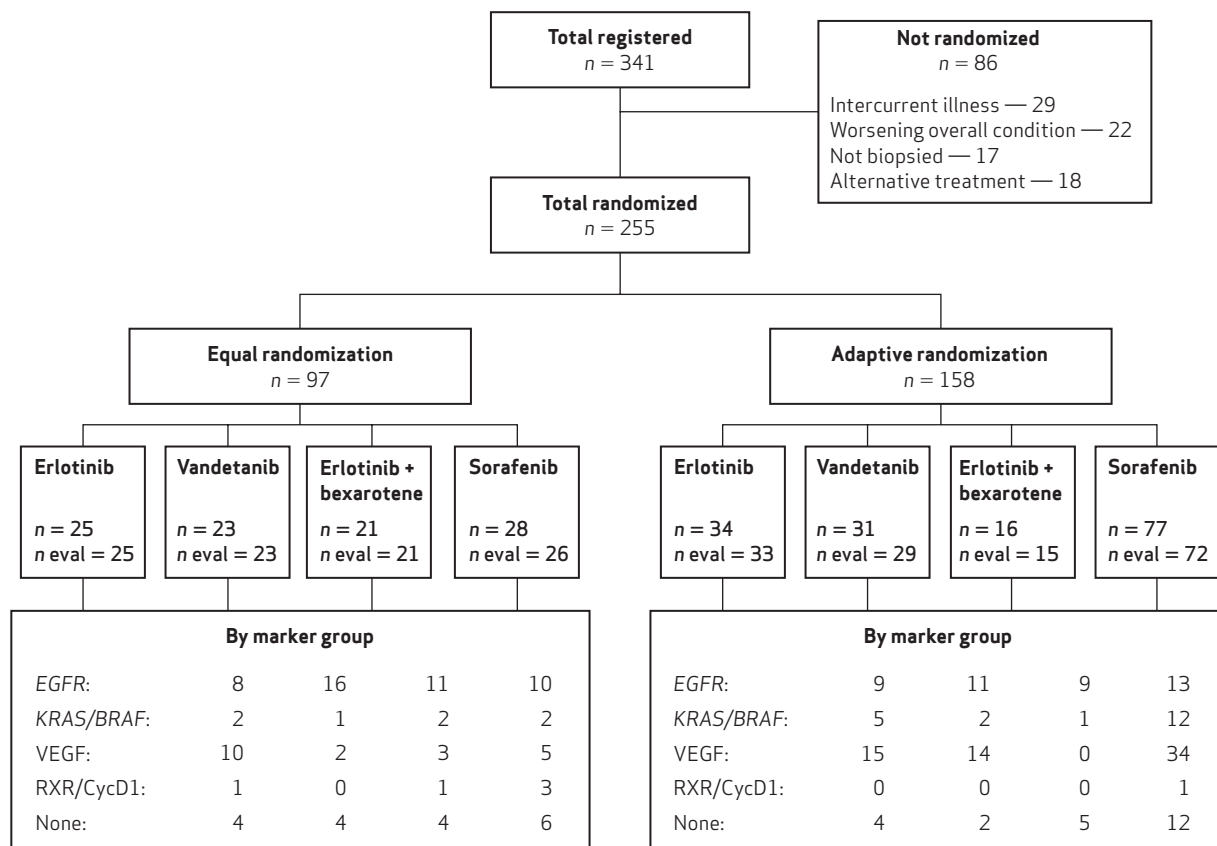 Total registered
n = 341
Not randomized
n = 86
Intercurrent illness — 29
Worsening overall condition — 22
Not biopsied — 17
Alternative treatment — 18
Total randomized
n = 255
Equal randomization
n = 97
Adaptive randomization
n = 158
Erlotinib
n = 25
n eval = 25
Vandetanib
n = 23
n eval = 23
Erlotinib +
bexarotene
n = 21
n eval = 21
Sorafenib
n = 28
n eval = 26
Erlotinib
n = 34
n eval = 33
Vandetanib
n = 31
n eval = 29
Erlotinib +
bexarotene
n = 16
n eval = 15
Sorafenib
n = 77
n eval = 72
By marker group
EGFR: 8 16 11 10
KRAS/BRAF: 2 1 2 2
VEGF: 10 2 3 5
RXR/CycD1: 1 0 1 3
None: 4 4 4 6
By marker group
EGFR: 9 11 9 13
KRAS/BRAF: 5 2 1 12
VEGF: 15 14 0 34
RXR/CycD1: 0 0 0 1
None: 4 2 5 12